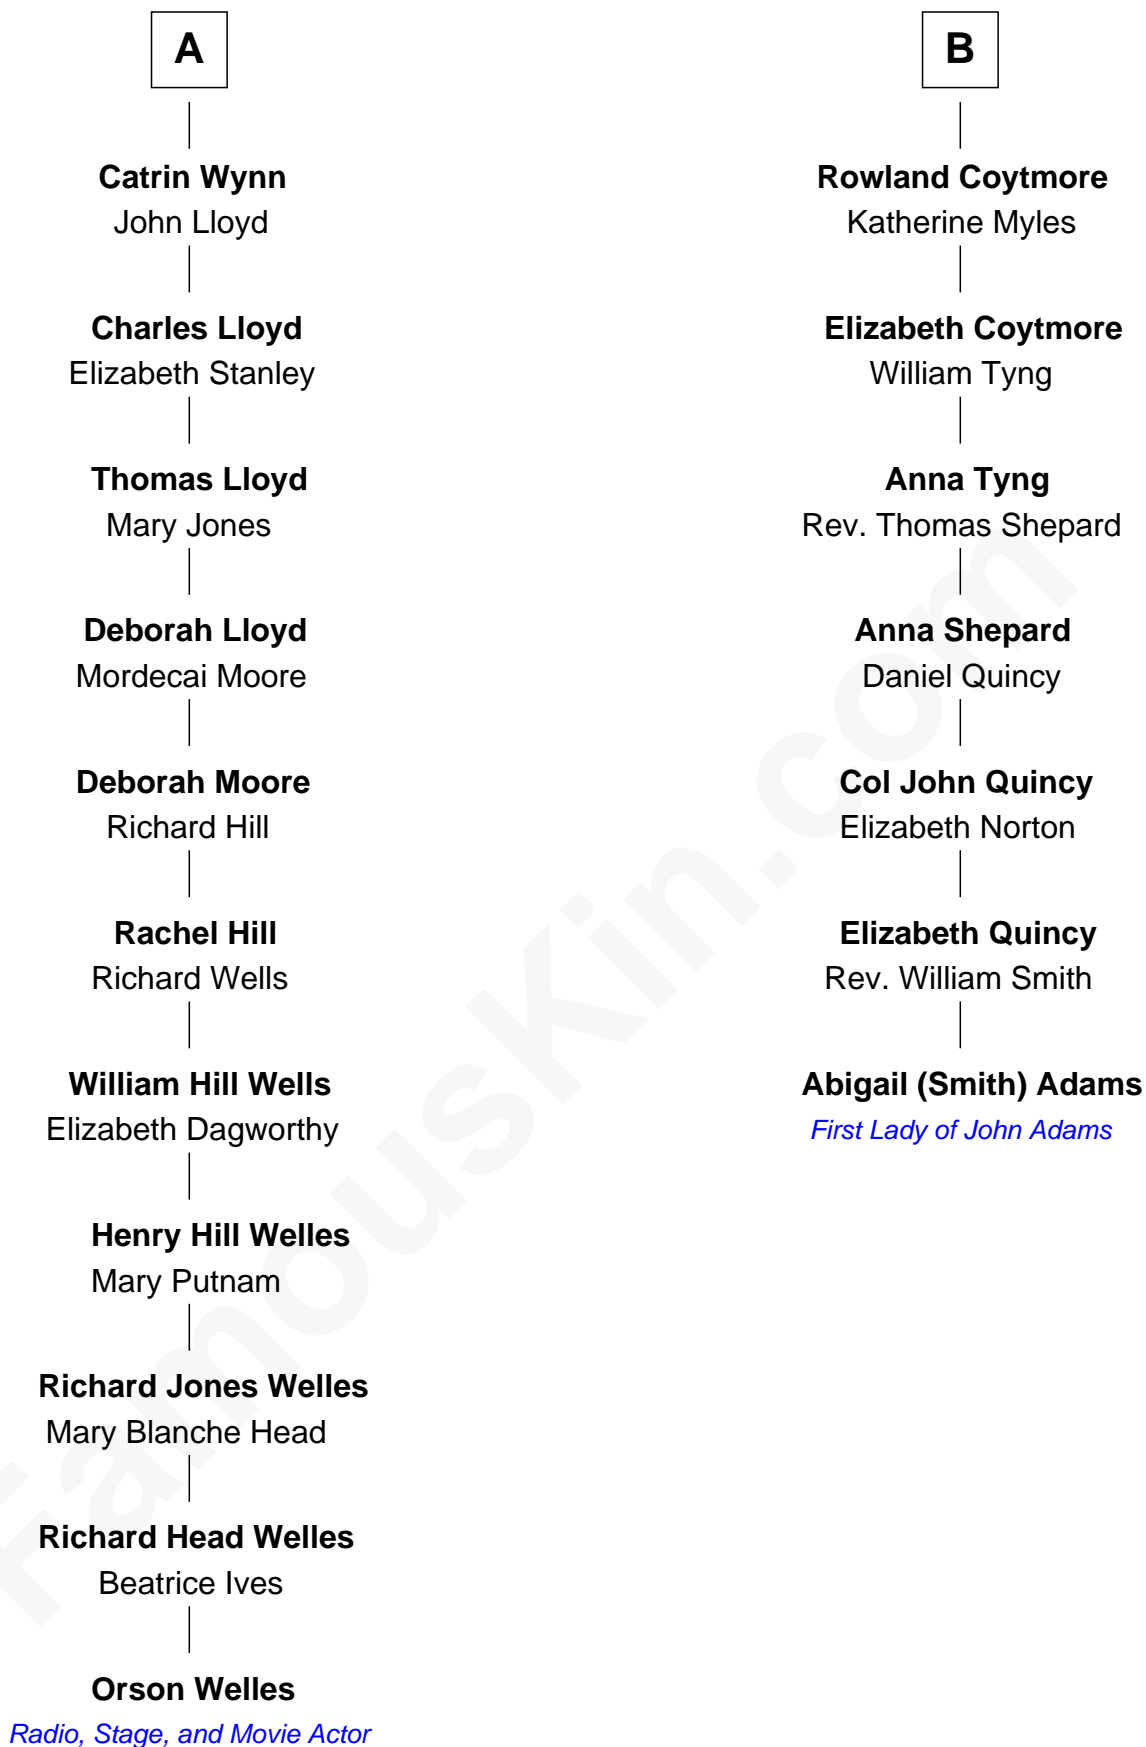 A
Catrin Wynn
John Lloyd
Charles Lloyd
Elizabeth Stanley
Thomas Lloyd
Mary Jones
Deborah Lloyd
Mordecai Moore
Deborah Moore
Richard Hill
Rachel Hill
Richard Wells
William Hill Wells
Elizabeth Dagworthy
Henry Hill Welles
Mary Putnam
Richard Jones Welles
Mary Blanche Head
Richard Head Welles
Beatrice Ives
Orson Welles
Radio, Stage, and Movie Actor
B
Rowland Coytmore
Katherine Myles
Elizabeth Coytmore
William Tyng
Anna Tyng
Rev. Thomas Shepard
Anna Shepard
Daniel Quincy
Col John Quincy
Elizabeth Norton
Elizabeth Quincy
Rev. William Smith
Abigail (Smith) Adams
First Lady of John Adams
FamousKin.com